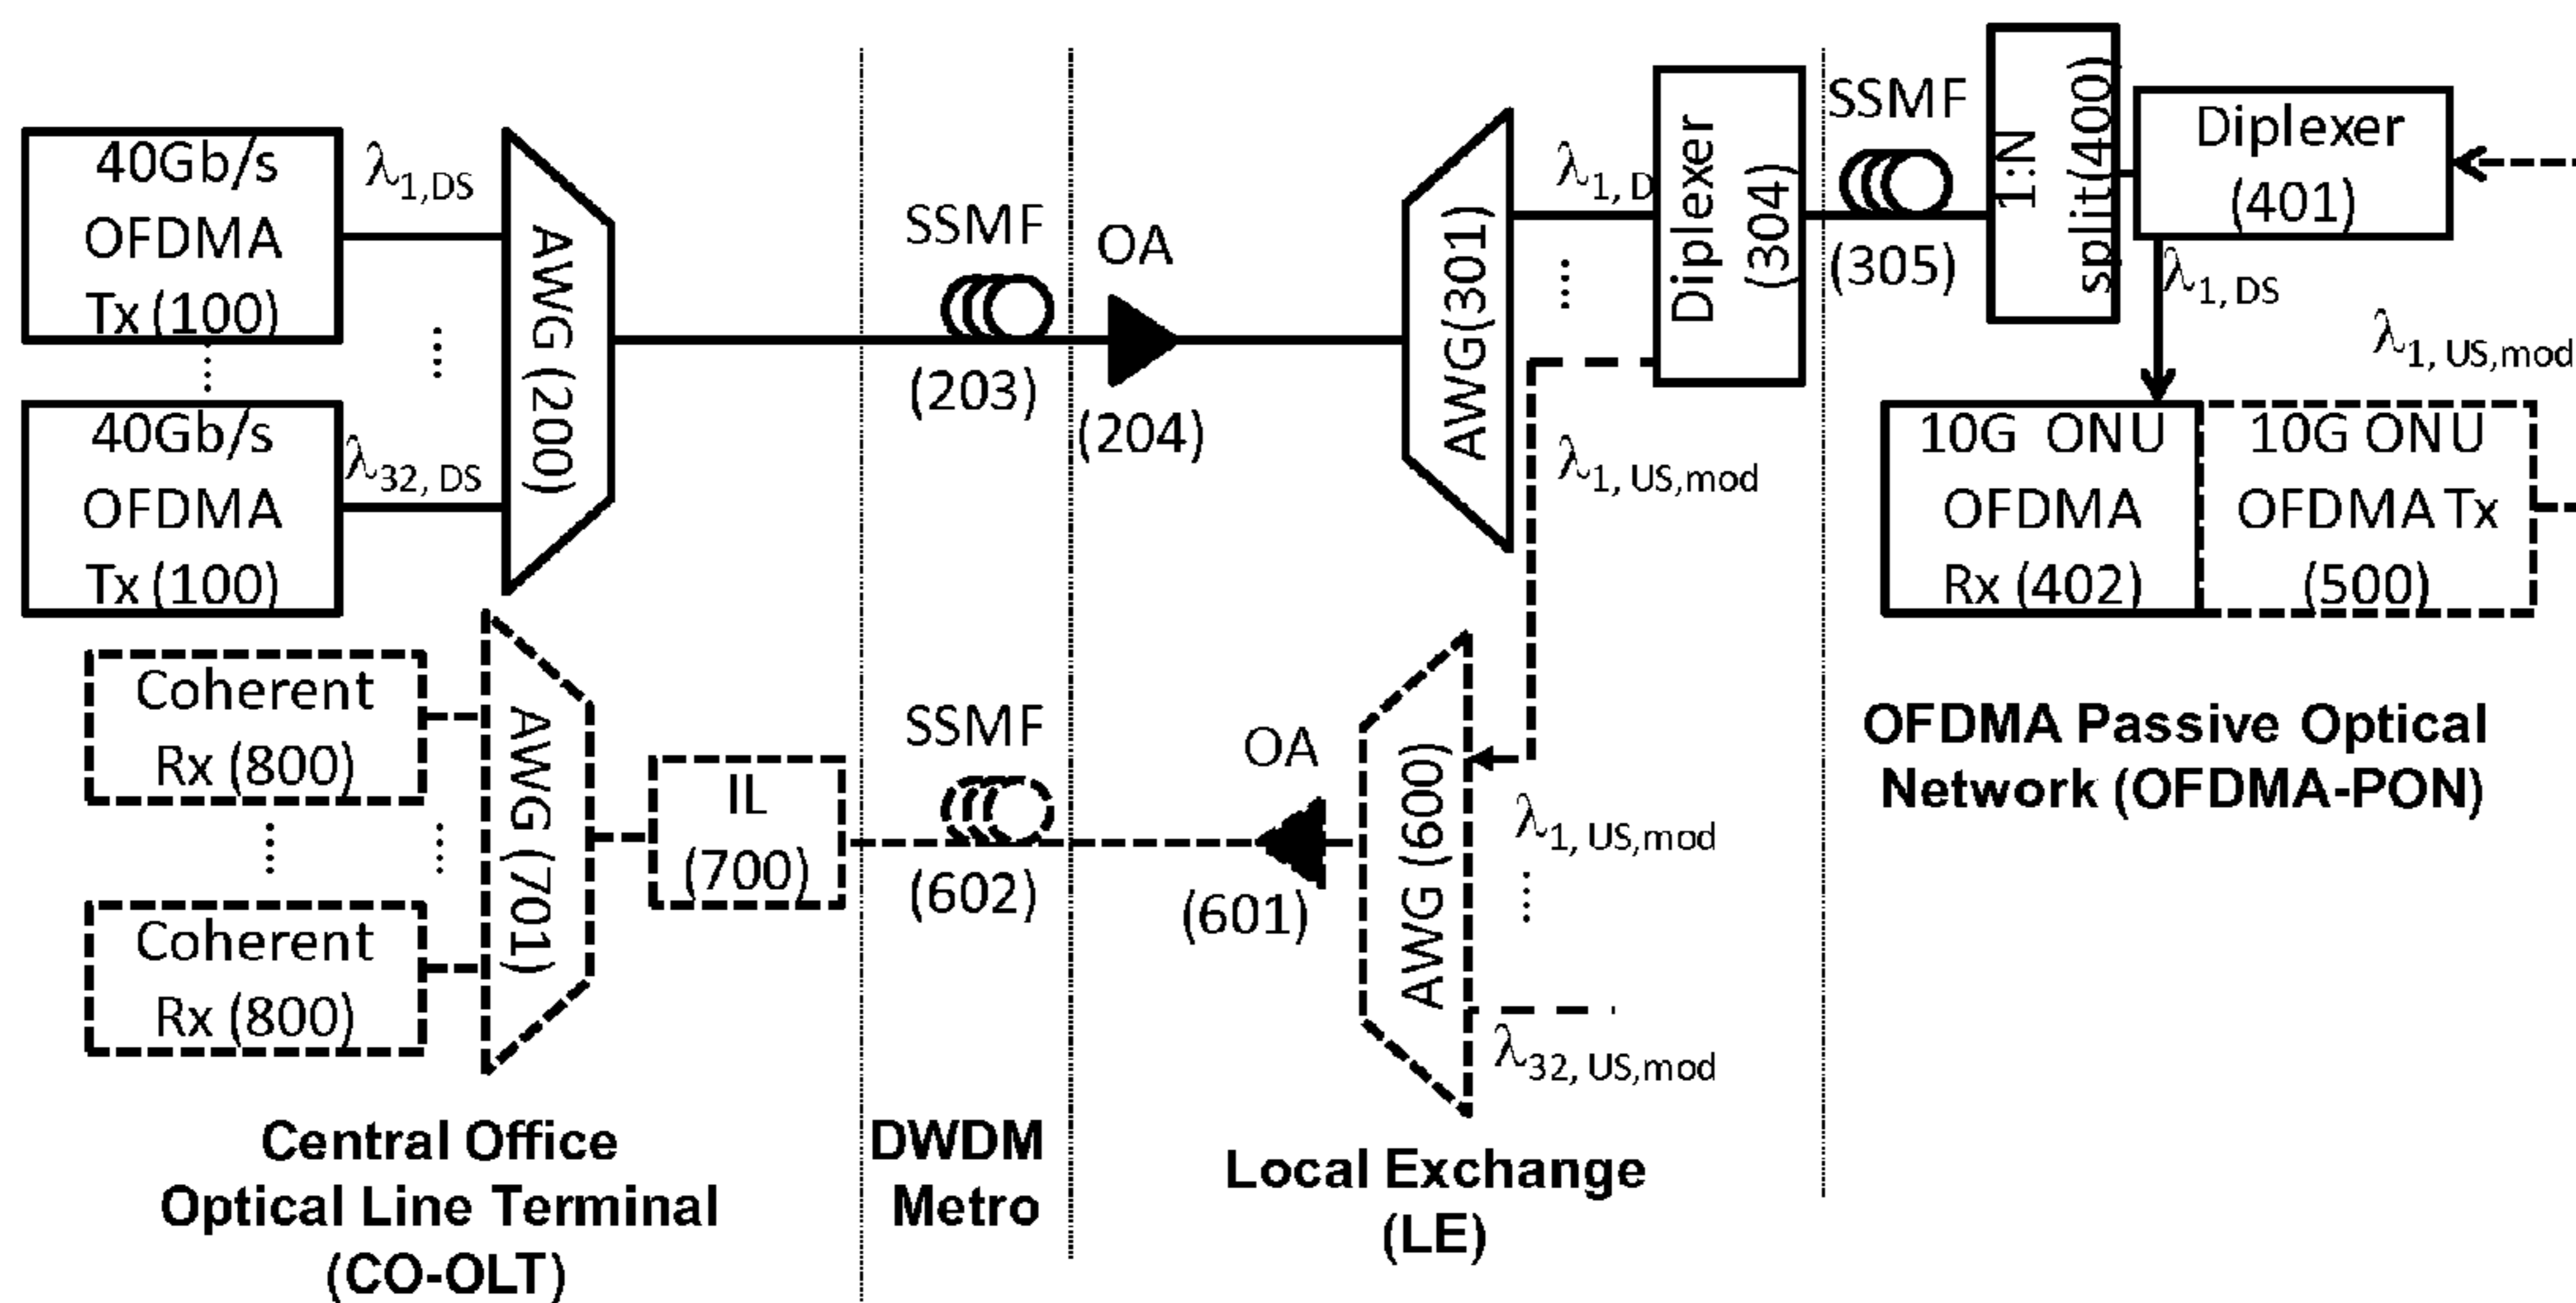 40Gb/s
OFDMA
Tx (100)
λ1,DS
40Gb/s
OFDMA
Tx (100)
λ32, DS
AWG (200)
SSMF
(203)
OA
(204)
AWG(301)
λ1, D
Diplexer
(304)
λ1, US,mod
SSMF
(305)
1:N
split(400)
Diplexer
(401)
λ1, DS
λ1, US,mod
10G ONU
OFDMA
Rx (402)
10G ONU
OFDMA Tx
(500)
OFDMA Passive Optical
Network (OFDMA-PON)
Coherent
Rx (800)
Coherent
Rx (800)
AWG (701)
IL
(700)
SSMF
(602)
OA
(601)
AWG (600)
λ1, US,mod
λ32, US,mod
Central Office
Optical Line Terminal
(CO-OLT)
DWDM
Metro
Local Exchange
(LE)